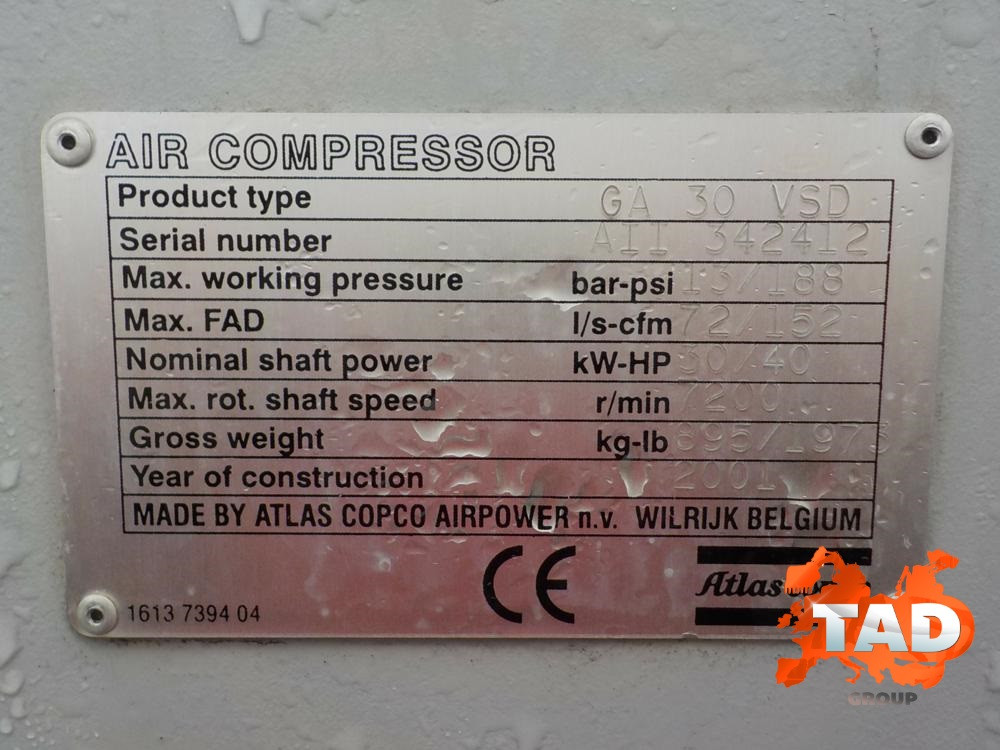 AIR COMPRESSOR
Product type GA 30 VSD
Serial number AII 342412
Max. working pressure bar-psi 13/188
Max. FAD l/s-cfm 72/152
Nominal shaft power kW-HP 30/40
Max. rot. shaft speed r/min 7200
Gross weight kg-lb
Year of construction 2001
MADE BY ATLAS COPCO AIRPOWER n.v. WILRIJK BELGIUM
CE
Atlas
1613 7394 04
TAD
GROUP